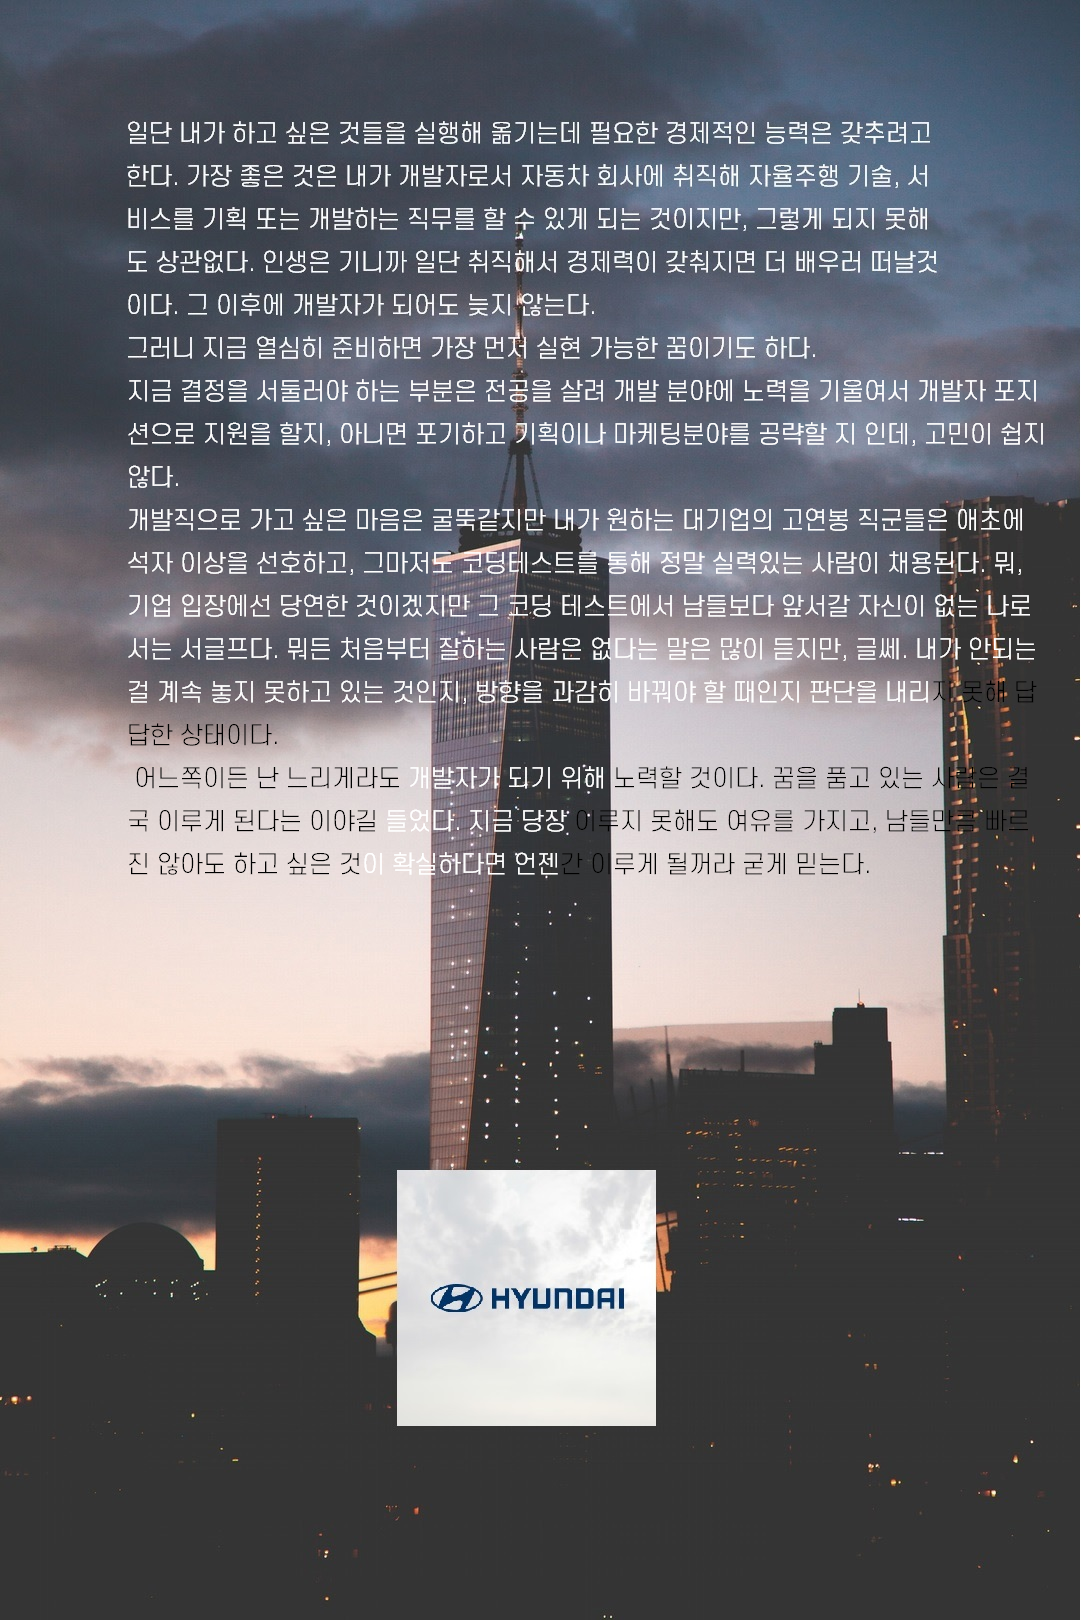 일단 내가 하고 싶은 것들을 실행해 옮기는데 필요한 경제적인 능력은 갖추려고
한다. 가장 좋은 것은 내가 개발자로서 자동차 회사에 취직해 자율주행 기술, 서
비스를 기획 또는 개발하는 직무를 할 수 있게 되는 것이지만, 그렇게 되지 못해
도 상관없다. 인생은 기니까 일단 취직해서 경제력이 갖춰지면 더 배우러 떠날것
이다. 그 이후에 개발자가 되어도 늦지 않는다.
그러니 지금 열심히 준비하면 가장 먼저 실현 가능한 꿈이기도 하다.
지금 결정을 서둘러야 하는 부분은 전공을 살려 개발 분야에 노력을 기울여서 개발자 포지
션으로 지원을 할지, 아니면 포기하고 기획이나 마케팅분야를 공략할 지 인데, 고민이 쉽지
않다.
개발직으로 가고 싶은 마음은 굴뚝같지만 내가 원하는 대기업의 고연봉 직군들은 애초에
석자 이상을 선호하고, 그마저도 코딩테스트를 통해 정말 실력있는 사람이 채용된다. 뭐,
기업 입장에선 당연한 것이겠지만 그 코딩 테스트에서 남들보다 앞서갈 자신이 없는 나로
서는 서글프다. 뭐든 처음부터 잘하는 사람은 없다는 말은 많이 듣지만, 글쎄. 내가 안되는
걸 계속 놓지 못하고 있는 것인지, 방향을 과감히 바꿔야 할 때인지 판단을 내리지 못해 답
답한 상태이다.
어느쪽이든 난 느리게라도 개발자가 되기 위해 노력할 것이다. 꿈을 품고 있는 사람은 결
국 이루게 된다는 이야길 들었다. 지금 당장 이루지 못해도 여유를 가지고, 남들만큼 빠르
진 않아도 하고 싶은 것이 확실하다면 언젠간 이루게 될꺼라 굳게 믿는다.
HYUNDAI